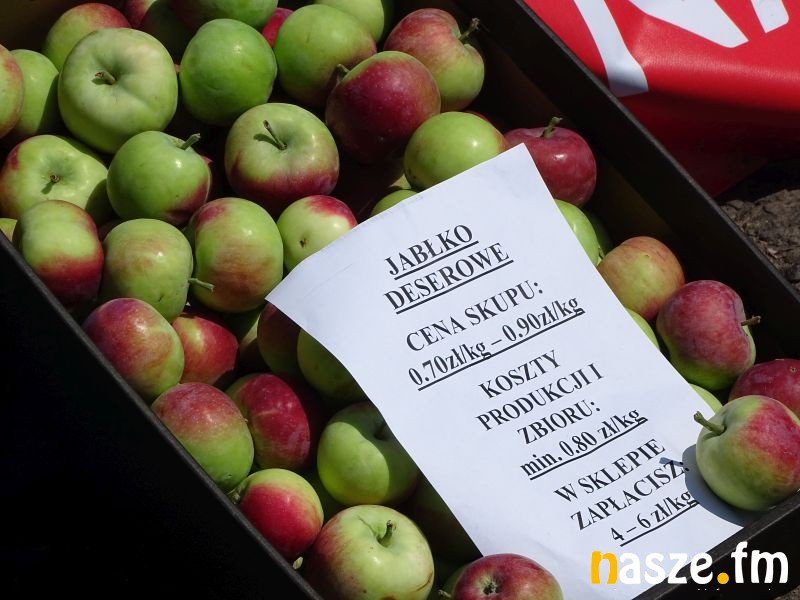 JABŁKO
DESEROWE
CENA SKUPU:
0.70zł/kg – 0.90zł/kg
KOSZTY
PRODUKCJI I
ZBIORU:
min. 0.80 zł/kg
W SKLEPIE
ZAPŁACISZ:
4 – 6 zł/kg
nasze.fm